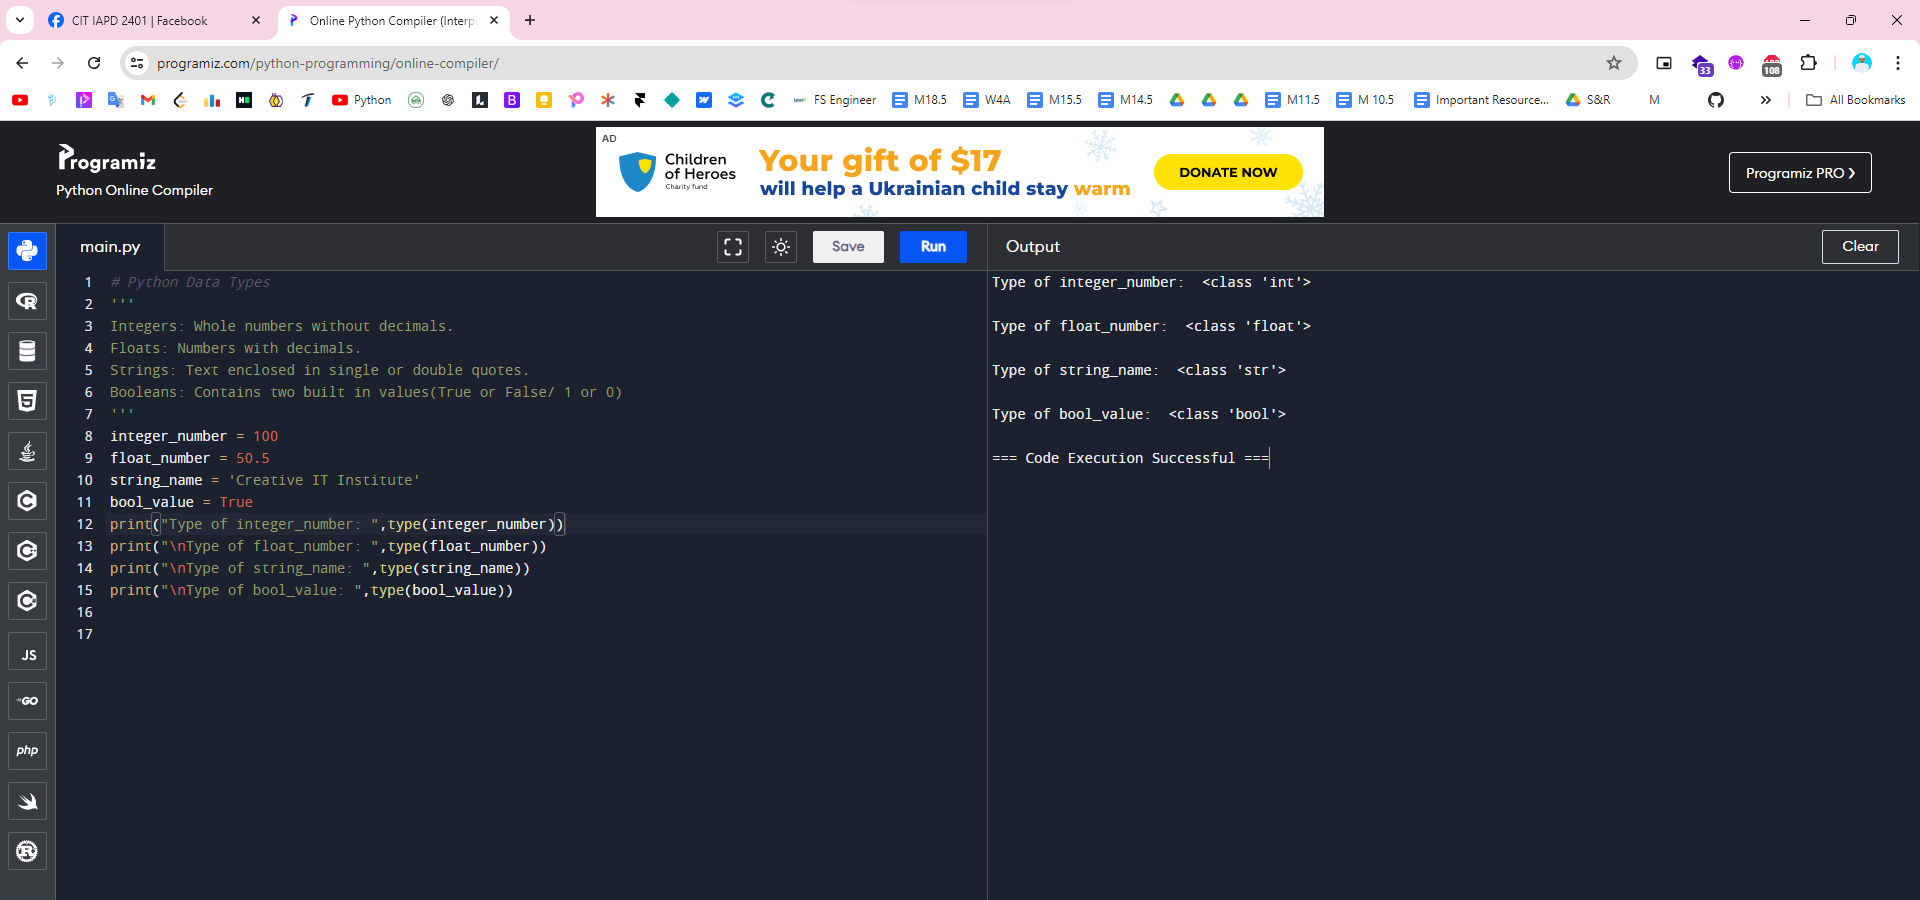 CIT IAPD 2401 | Facebook
Online Python Compiler (Interp
programiz.com/python-programming/online-compiler/
33
108
Python
FS Engineer
M18.5
W4A
M15.5
M14.5
M11.5
M 10.5
Important Resource...
S&R
M
All Bookmarks
Programiz
Python Online Compiler
AD
Children
of Heroes
Charity fund
Your gift of $17
will help a Ukrainian child stay warm
DONATE NOW
Programiz PRO ❯
main.py
Save
Run
Output
Clear
1 # Python Data Types
2 '''
3 Integers: Whole numbers without decimals.
4 Floats: Numbers with decimals.
5 Strings: Text enclosed in single or double quotes.
6 Booleans: Contains two built in values(True or False/ 1 or 0)
7 '''
8 integer_number = 100
9 float_number = 50.5
10 string_name = 'Creative IT Institute'
11 bool_value = True
12 print("Type of integer_number: ",type(integer_number))
13 print("\nType of float_number: ",type(float_number))
14 print("\nType of string_name: ",type(string_name))
15 print("\nType of bool_value: ",type(bool_value))
16
17
Type of integer_number:  <class 'int'>
Type of float_number:  <class 'float'>
Type of string_name:  <class 'str'>
Type of bool_value:  <class 'bool'>
=== Code Execution Successful ===
JS
GO
php